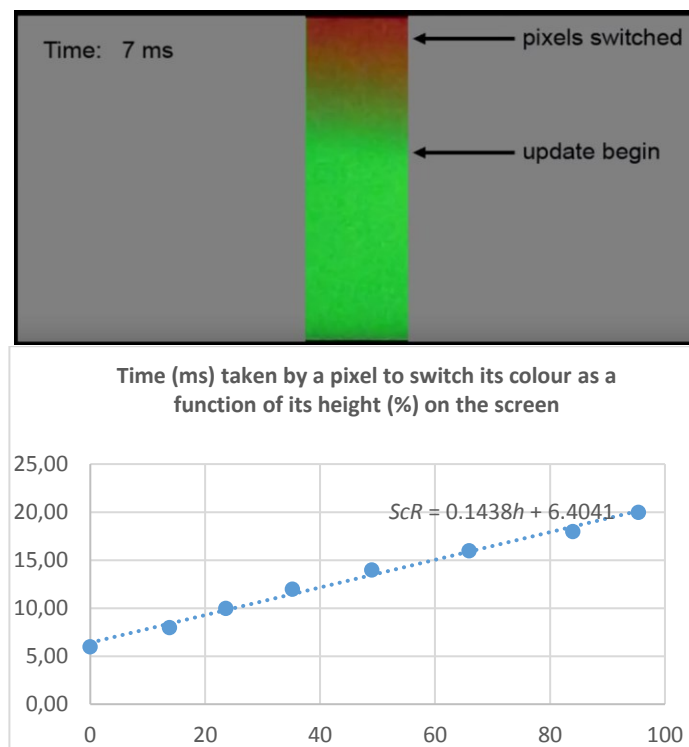 Time: 7 ms
pixels switched
update begin
Time (ms) taken by a pixel to switch its colour as a
function of its height (%) on the screen
25,00
20,00
ScR = 0.1438h + 6.4041
15,00
10,00
5,00
0,00
0 20 40 60 80 100